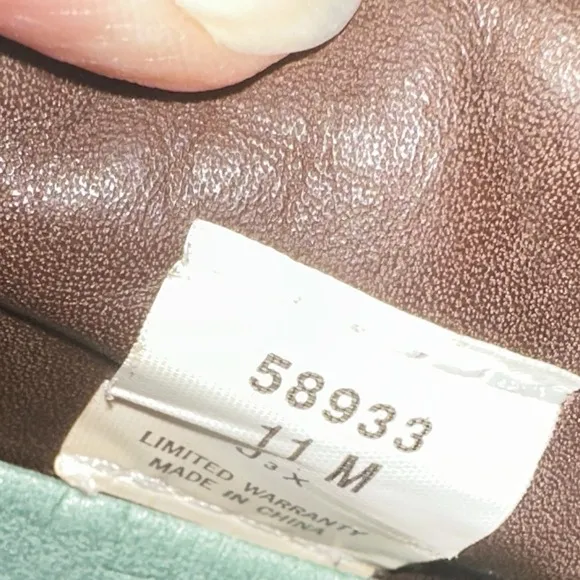 58933
11 M
LIMITED WARRANTY
MADE IN CHINA